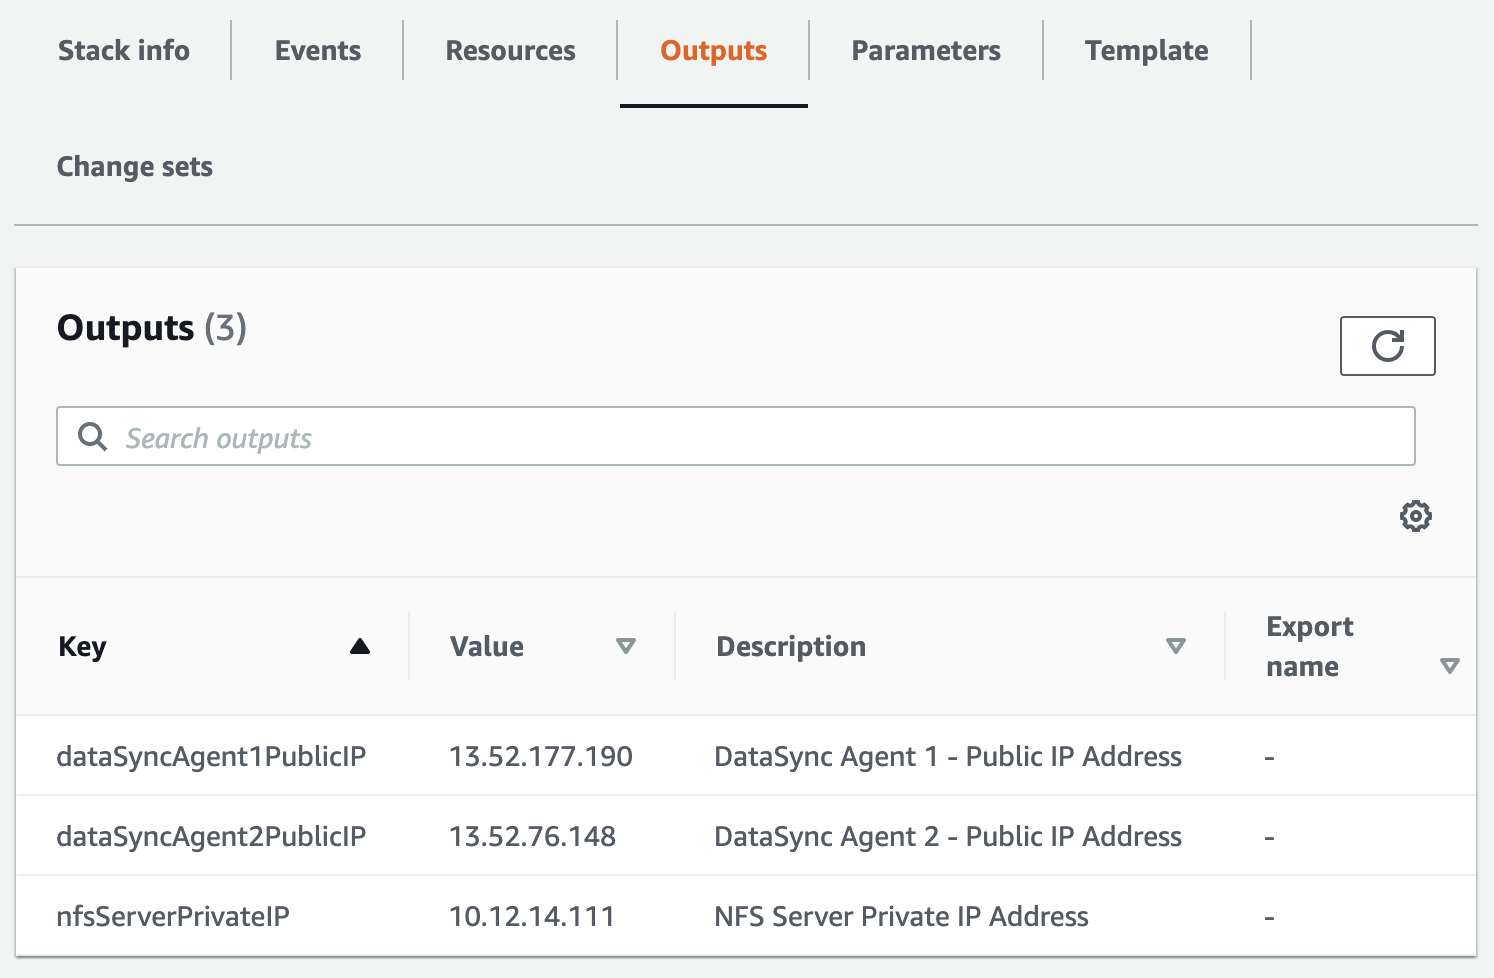 Stack info Events Resources Outputs Parameters Template
Change sets
Outputs (3)
Search outputs
Key Value Description Export name
dataSyncAgent1PublicIP 13.52.177.190 DataSync Agent 1 - Public IP Address -
dataSyncAgent2PublicIP 13.52.76.148 DataSync Agent 2 - Public IP Address -
nfsServerPrivateIP 10.12.14.111 NFS Server Private IP Address -